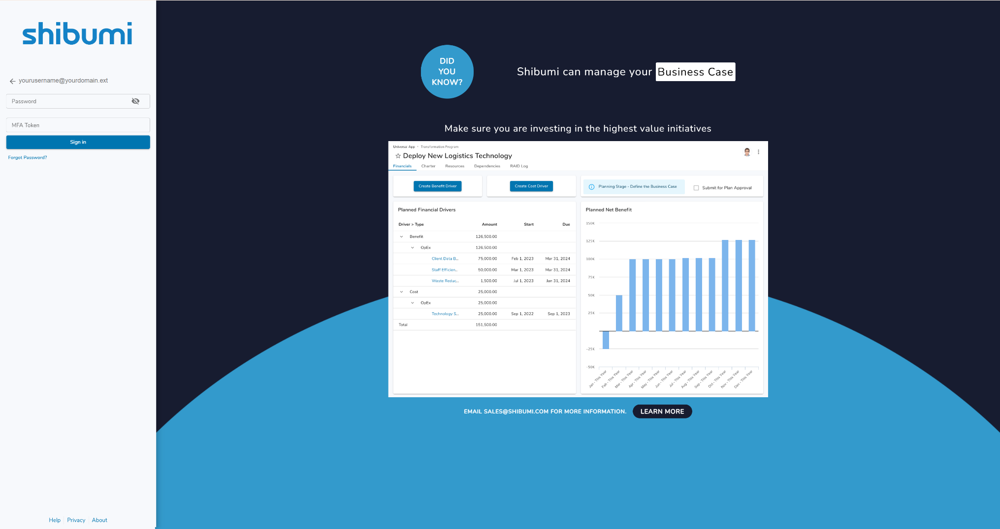 shibumi
yourusername@yourdomain.ext
Password
MFA Token
Sign in
Forgot Password?
Help
Privacy
About
DID
YOU
KNOW?
Shibumi can manage your Business Case
Make sure you are investing in the highest value initiatives
Universal App › Transformation Program
Deploy New Logistics Technology
Financials Charter Resources Dependencies RAID Log
Create Benefit Driver
Create Cost Driver
Planning Stage - Define the Business Case
Submit for Plan Approval
Planned Financial Drivers
Driver > Type Amount Start Due
Benefit 126,500.00
OpEx 126,500.00
Client Data B... 75,000.00 Feb 1, 2023 Mar 31, 2024
Staff Efficien... 50,000.00 Mar 1, 2023 Mar 31, 2024
Waste Reduc... 1,500.00 Jul 1, 2023 Jan 31, 2024
Cost 25,000.00
OpEx 25,000.00
Technology S... 25,000.00 Sep 1, 2022 Sep 1, 2023
Total 151,500.00
Planned Net Benefit
150K
125K
100K
75K
50K
25K
-25K
-50K
Jan - This Year
Feb - This Year
Mar - This Year
Apr - This Year
May - This Year
Jun - This Year
Jul - This Year
Aug - This Year
Sep - This Year
Oct - This Year
Nov - This Year
Dec - This Year
EMAIL SALES@SHIBUMI.COM FOR MORE INFORMATION.
LEARN MORE